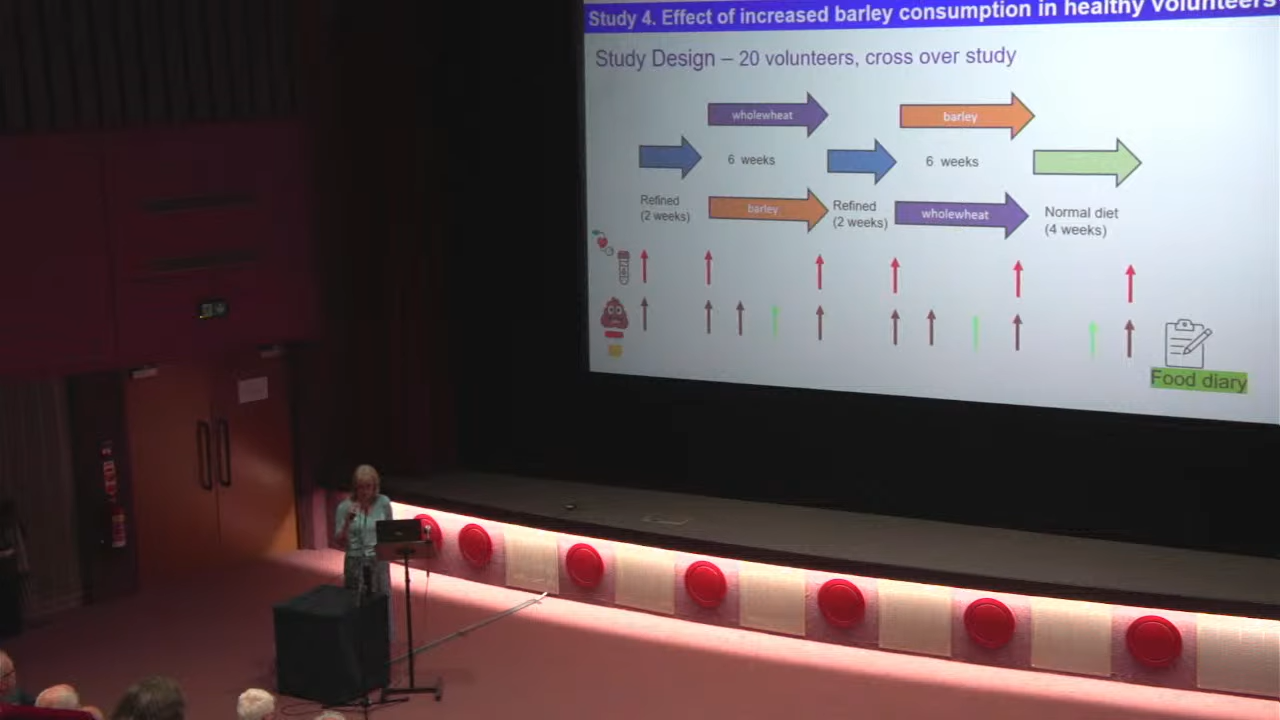 Study 4. Effect of increased barley consumption in healthy volunteers
Study Design – 20 volunteers, cross over study
wholewheat
barley
6 weeks
6 weeks
Refined
(2 weeks)
barley
Refined
(2 weeks)
wholewheat
Normal diet
(4 weeks)
Food diary